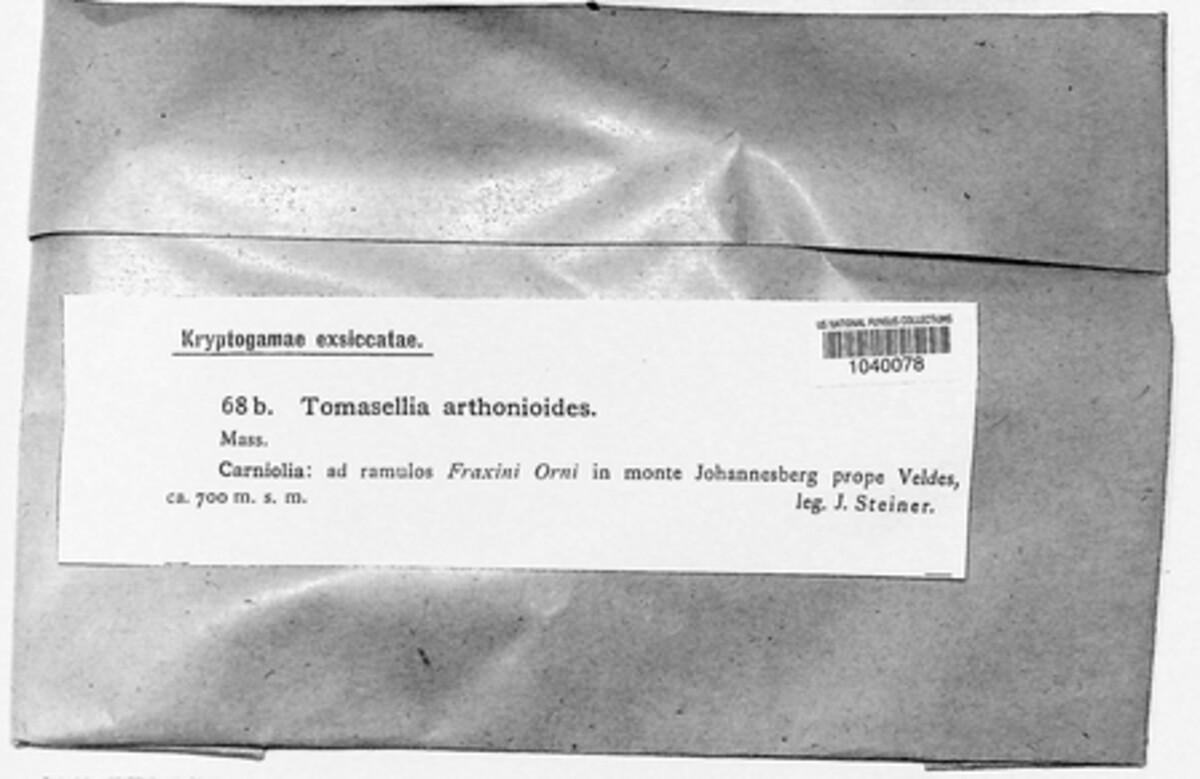 Kryptogamae exsiccatae.
US NATIONAL FUNGUS COLLECTIONS
1040078
68 b. Tomasellia arthonioides.
Mass.
Carniolia: ad ramulos Fraxini Orni in monte Johannesberg prope Veldes,
ca. 700 m. s. m. leg. J. Steiner.